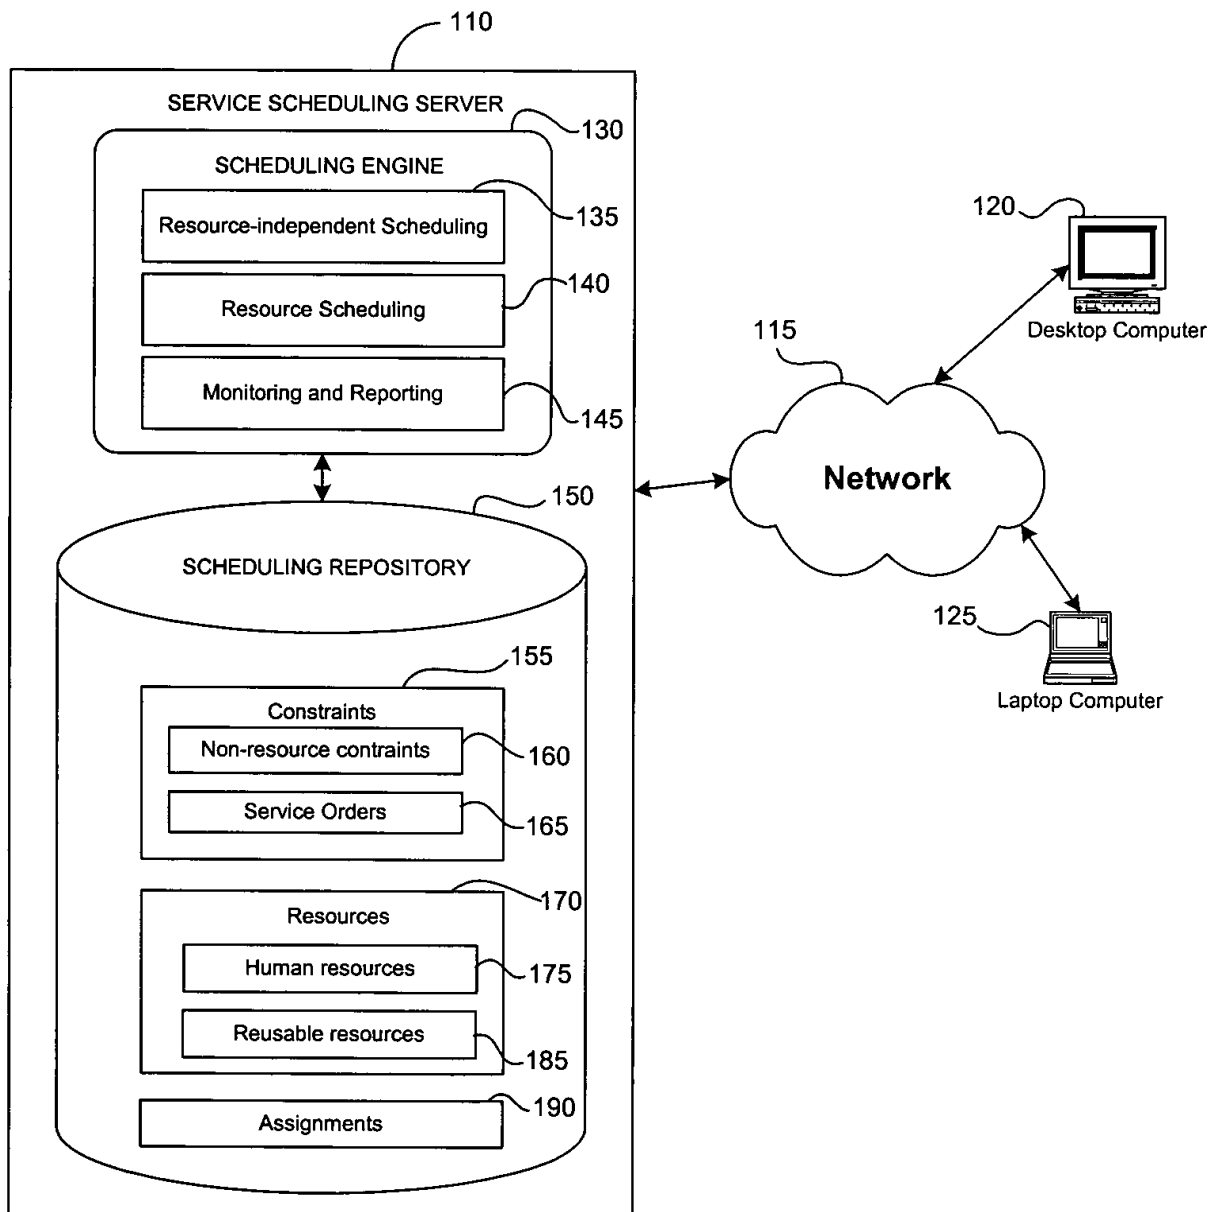 110
SERVICE SCHEDULING SERVER
130
SCHEDULING ENGINE
135
Resource-independent Scheduling
140
Resource Scheduling
Monitoring and Reporting
145
150
SCHEDULING REPOSITORY
155
Constraints
Non-resource contraints
160
Service Orders
165
170
Resources
Human resources
175
Reusable resources
185
190
Assignments
120
Desktop Computer
115
Network
125
Laptop Computer